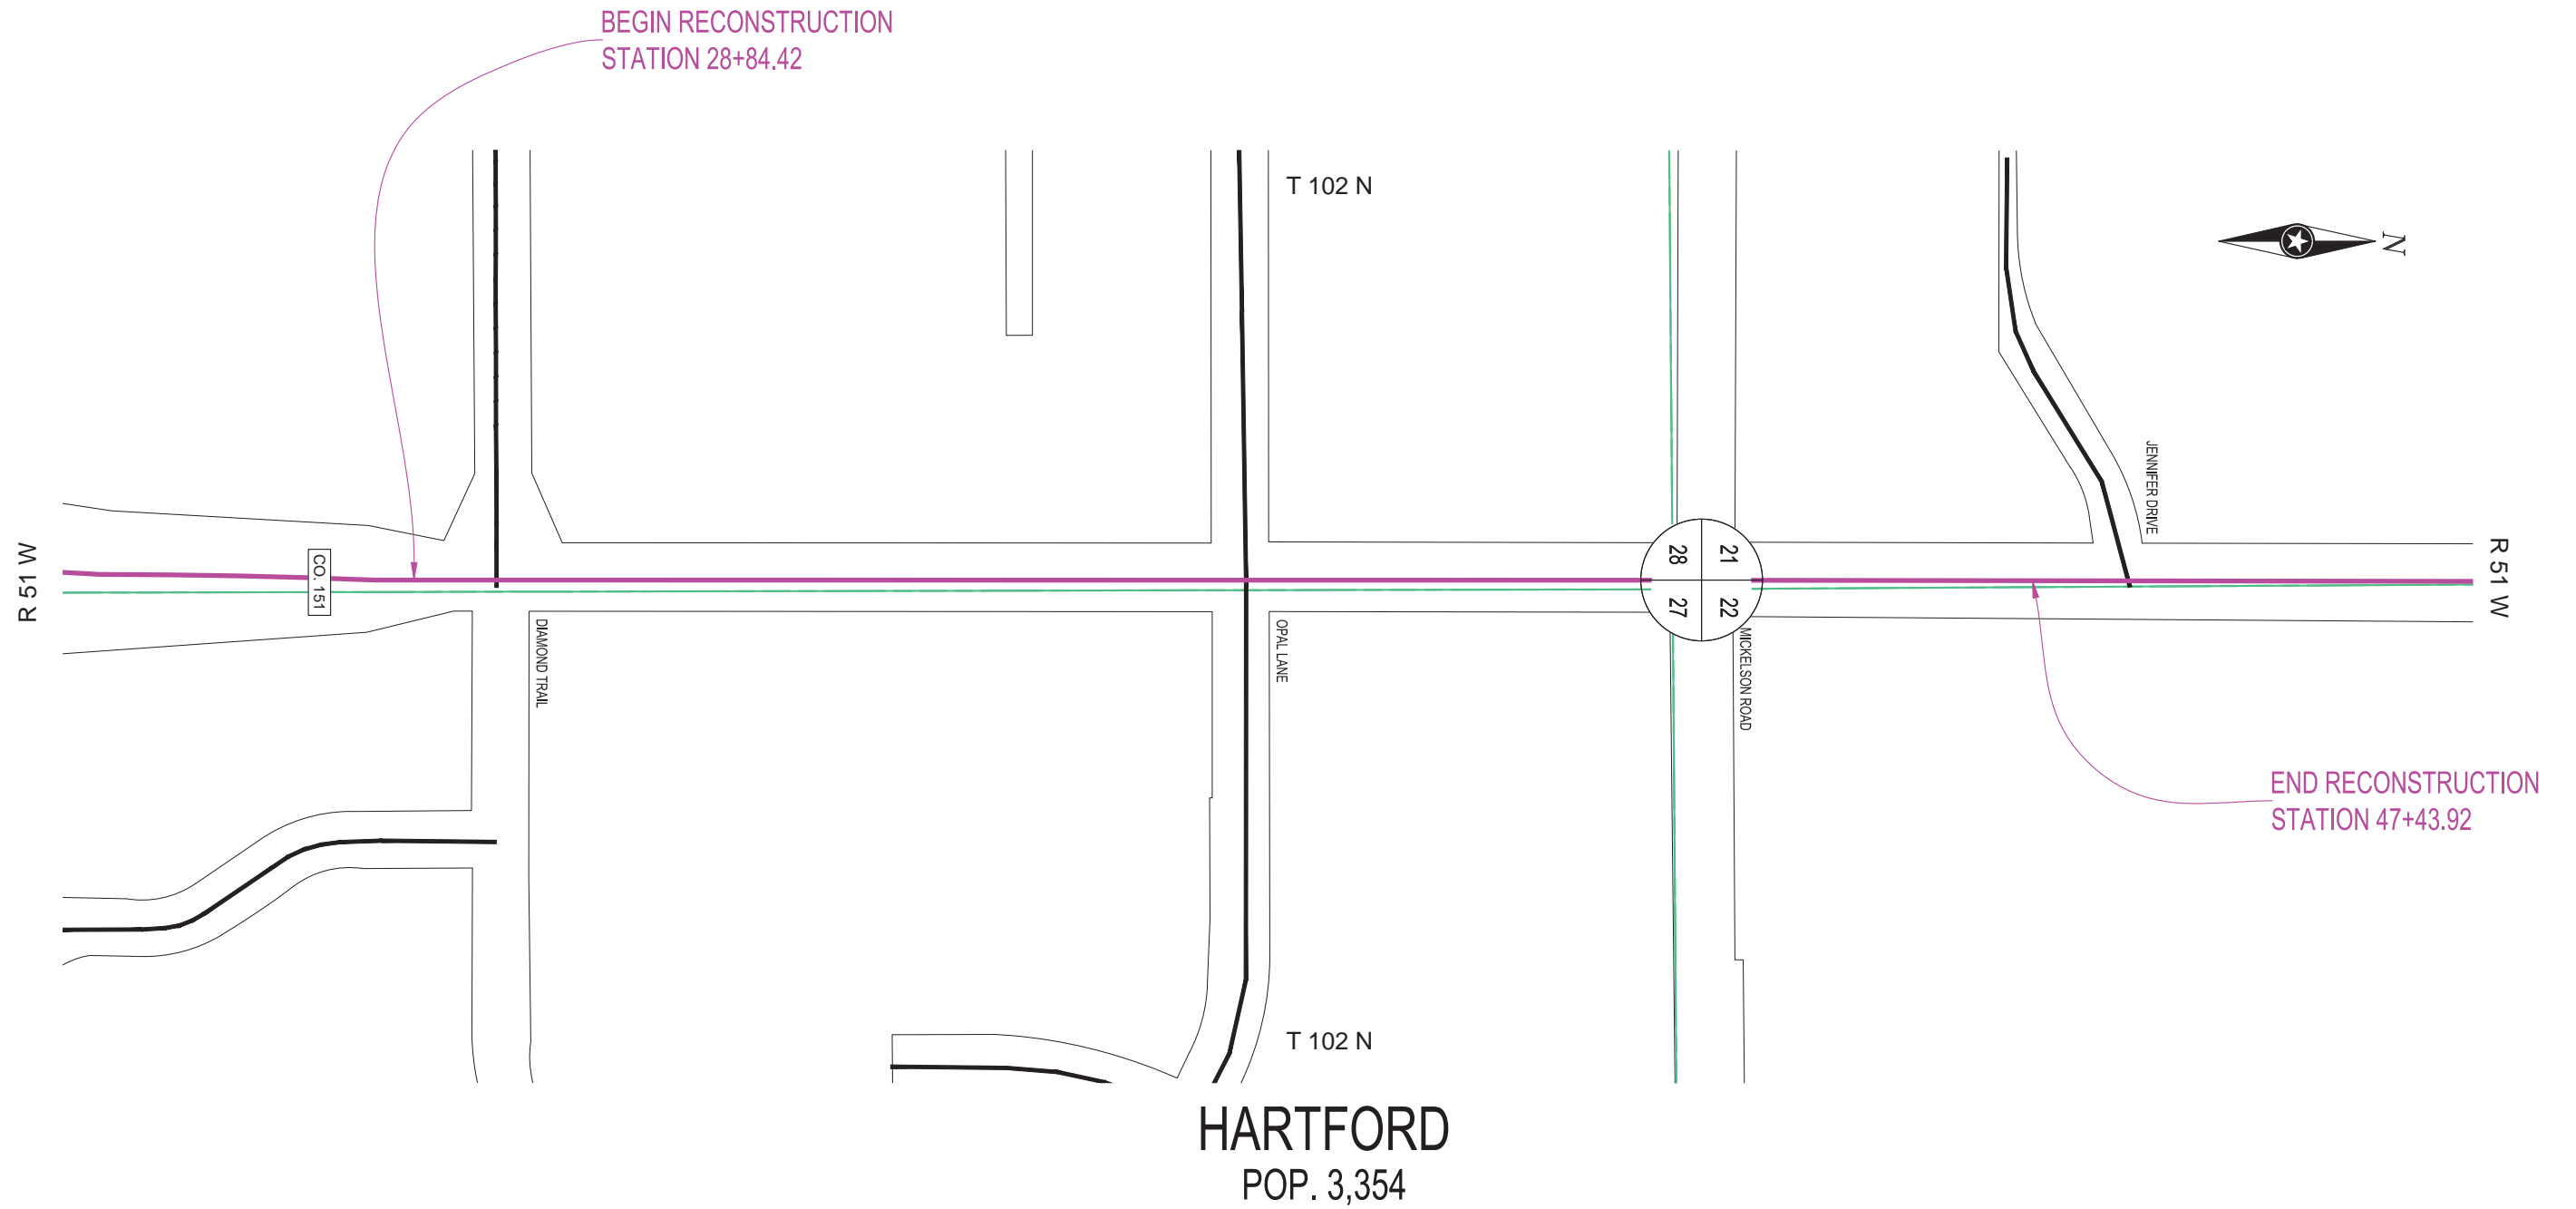 BEGIN RECONSTRUCTION
STATION 28+84.42
T 102 N
N
JENNIFER DRIVE
R 51 W
CO. 151
28
21
27
22
R 51 W
DIAMOND TRAIL
OPAL LANE
MICKELSON ROAD
END RECONSTRUCTION
STATION 47+43.92
T 102 N
HARTFORD
POP. 3,354